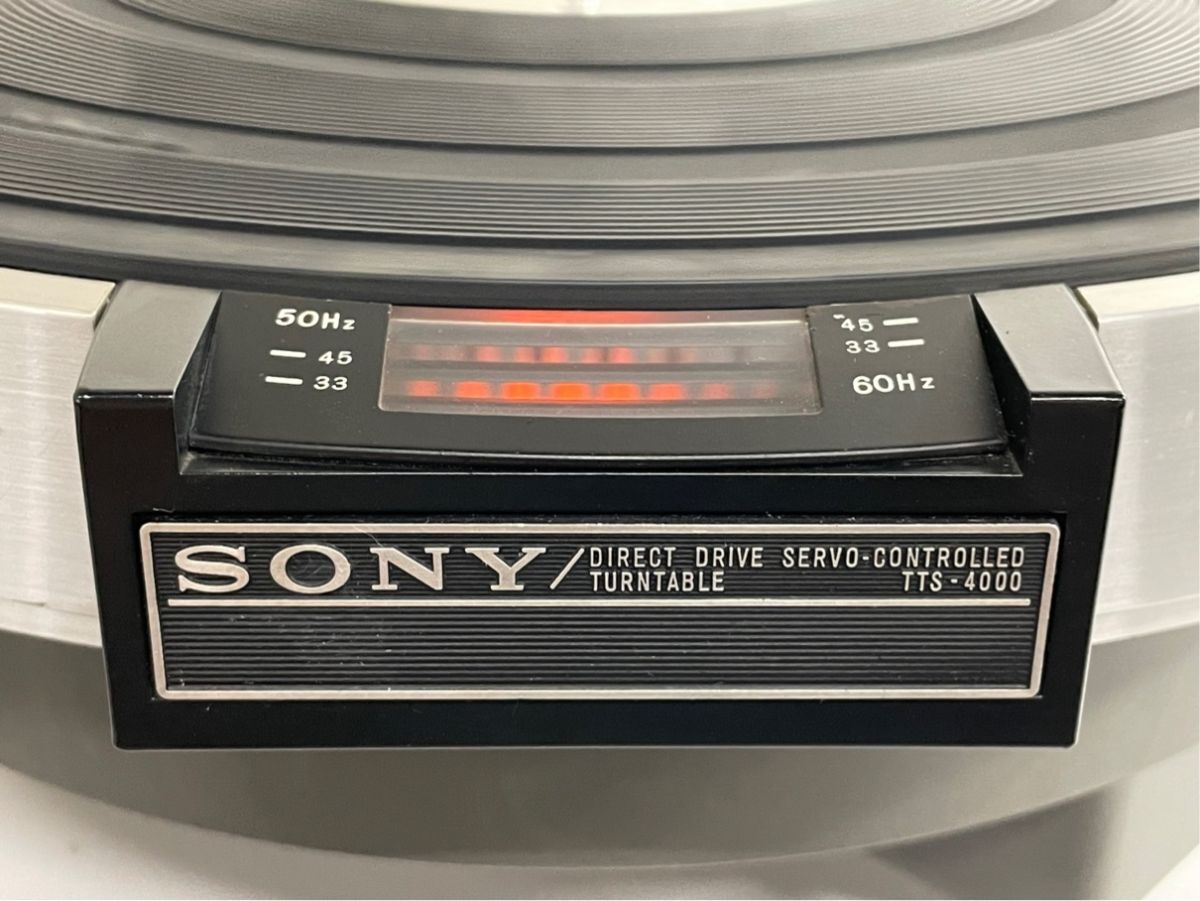 50Hz
45
33
45
33
60Hz
SONY/DIRECT DRIVE SERVO-CONTROLLED
TURNTABLE TTS-4000